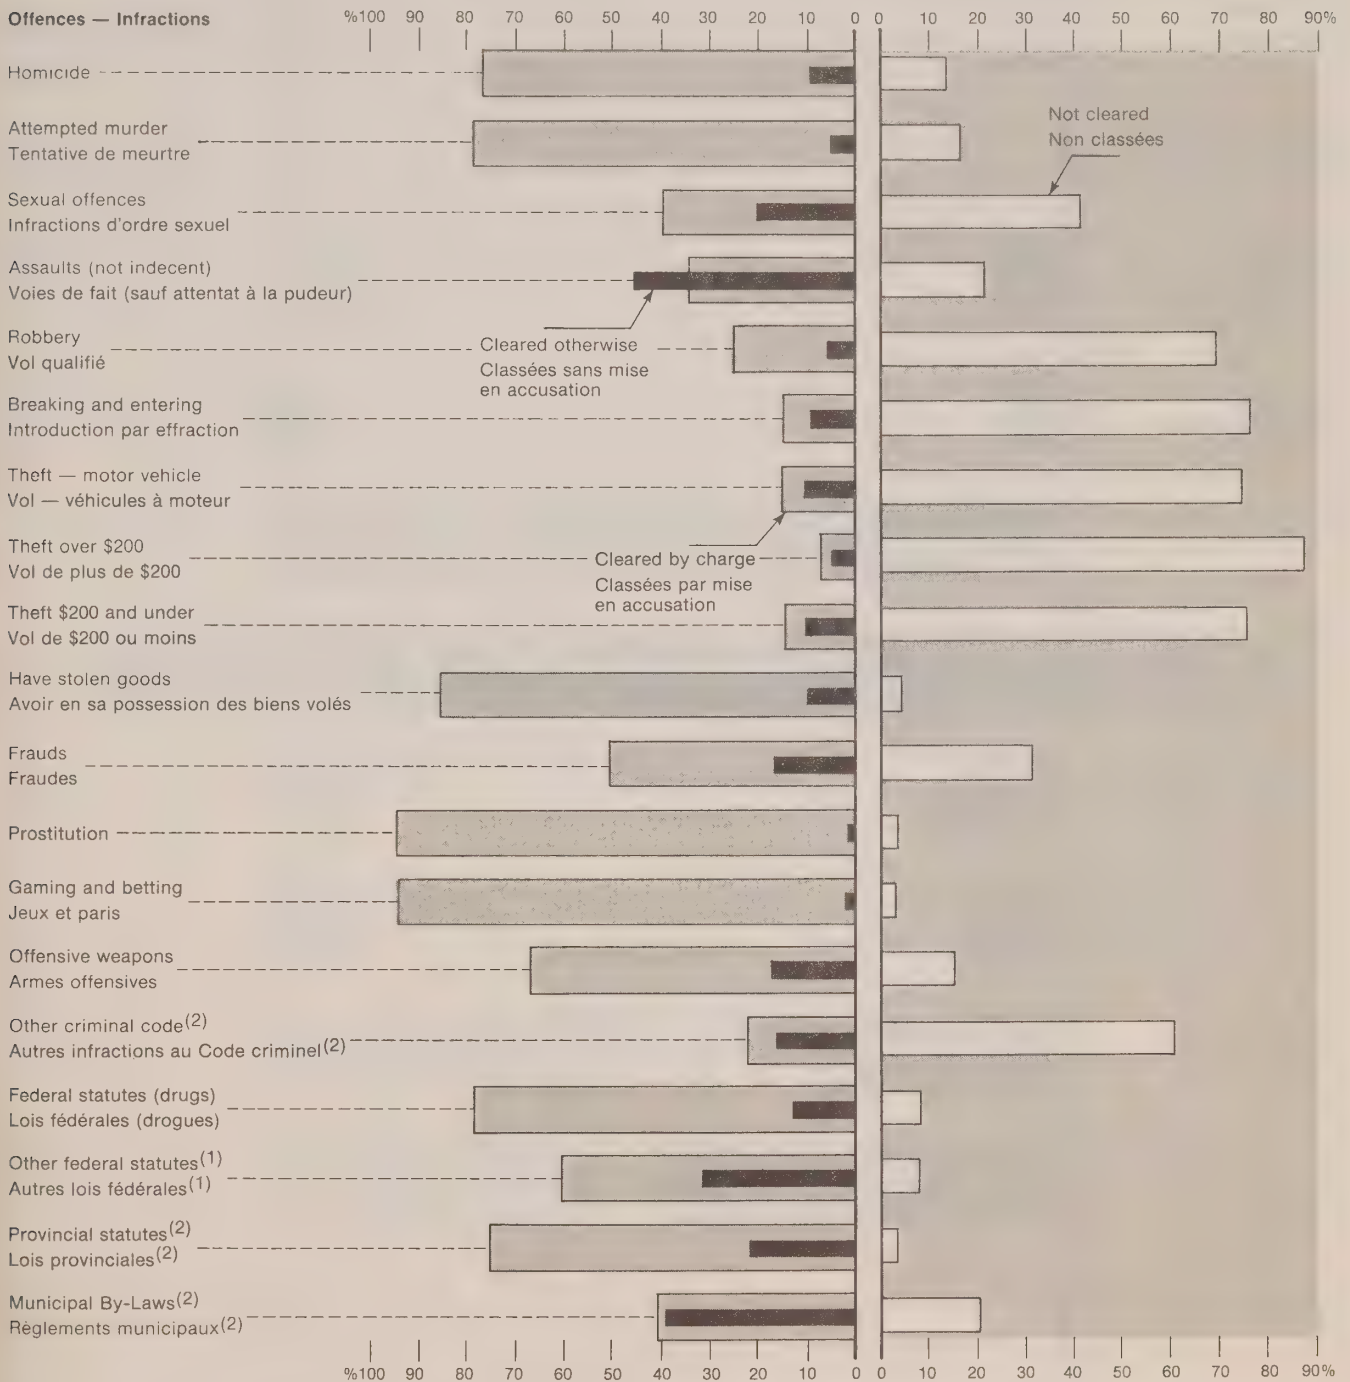 Offences — Infractions %100 90 80 70 60 50 40 30 20 10 0 0 10 20 30 40 50 60 70 80 90%
Homicide
Attempted murder
Tentative de meurtre
Not cleared
Non classées
Sexual offences
Infractions d'ordre sexuel
Assaults (not indecent)
Voies de fait (sauf attentat à la pudeur)
Robbery
Vol qualifié
Cleared otherwise
Classées sans mise
en accusation
Breaking and entering
Introduction par effraction
Theft — motor vehicle
Vol — véhicules à moteur
Theft over $200
Vol de plus de $200
Cleared by charge
Classées par mise
en accusation
Theft $200 and under
Vol de $200 ou moins
Have stolen goods
Avoir en sa possession des biens volés
Frauds
Fraudes
Prostitution
Gaming and betting
Jeux et paris
Offensive weapons
Armes offensives
Other criminal code(2)
Autres infractions au Code criminel(2)
Federal statutes (drugs)
Lois fédérales (drogues)
Other federal statutes(1)
Autres lois fédérales(1)
Provincial statutes(2)
Lois provinciales(2)
Municipal By-Laws(2)
Règlements municipaux(2)
%100 90 80 70 60 50 40 30 20 10 0 0 10 20 30 40 50 60 70 80 90%